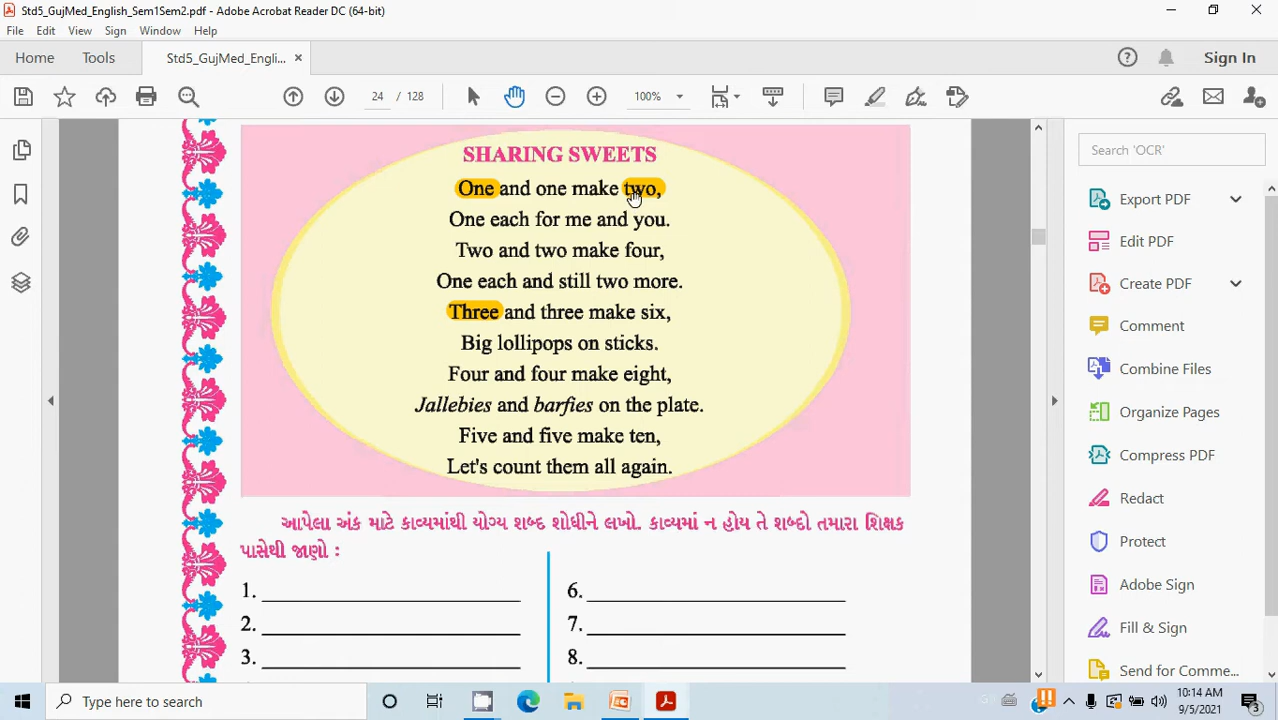 Std5_GujMed_English_Sem1Sem2.pdf - Adobe Acrobat Reader DC (64-bit)
File Edit View Sign Window Help
Home Tools Std5_GujMed_Engli... ×
24 / 128 100% Sign In
SHARING SWEETS
One and one make two,
One each for me and you.
Two and two make four,
One each and still two more.
Three and three make six,
Big lollipops on sticks.
Four and four make eight,
Jallebies and barfies on the plate.
Five and five make ten,
Let's count them all again.
આપેલા અંક માટે કાવ્યમાંથી યોગ્ય શબ્દ શોધીને લખો. કાવ્યમાં ન હોય તે શબ્દો તમારા શિક્ષક
પાસેથી જાણો :
1. 6.
2. 7.
3. 8.
Search 'OCR'
Export PDF
Edit PDF
Create PDF
Comment
Combine Files
Organize Pages
Compress PDF
Redact
Protect
Adobe Sign
Fill & Sign
Send for Comme...
Type here to search
10:14 AM
9/5/2021
3